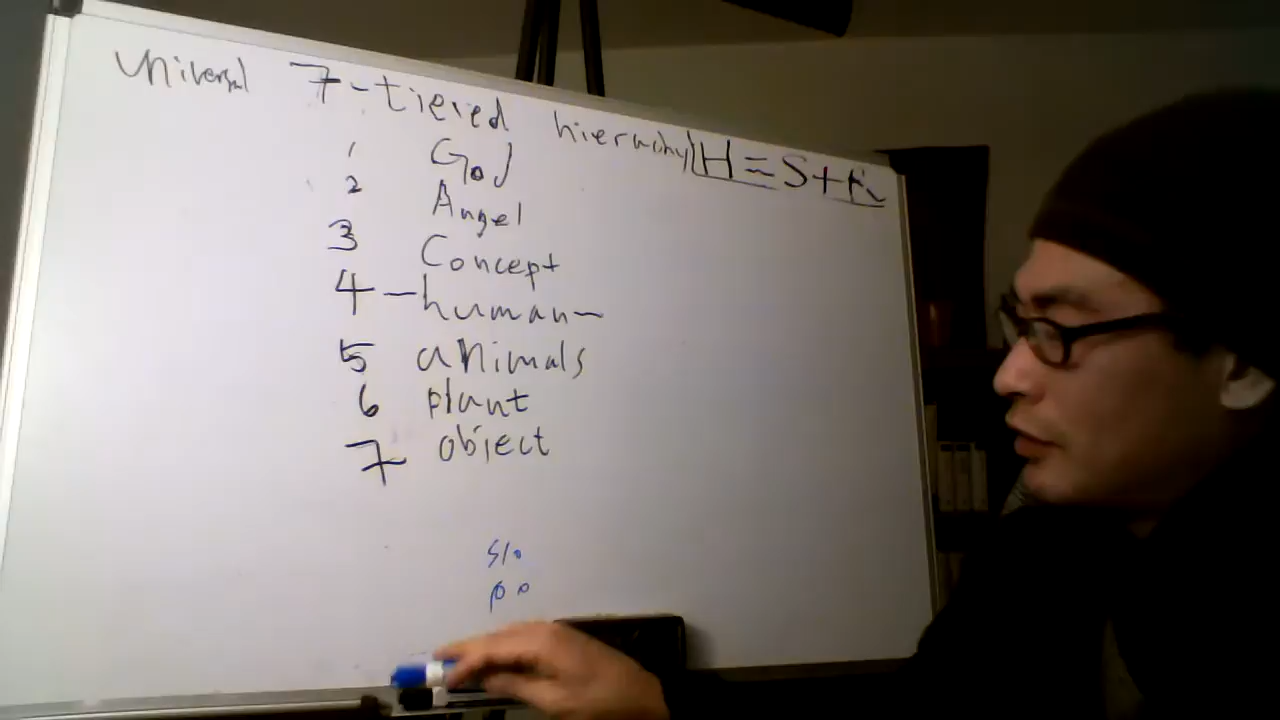 Universal 7-tiered hierarchy H = S + R
1 God
2 Angel
3 Concept
4 — human —
5 animals
6 plant
7 object